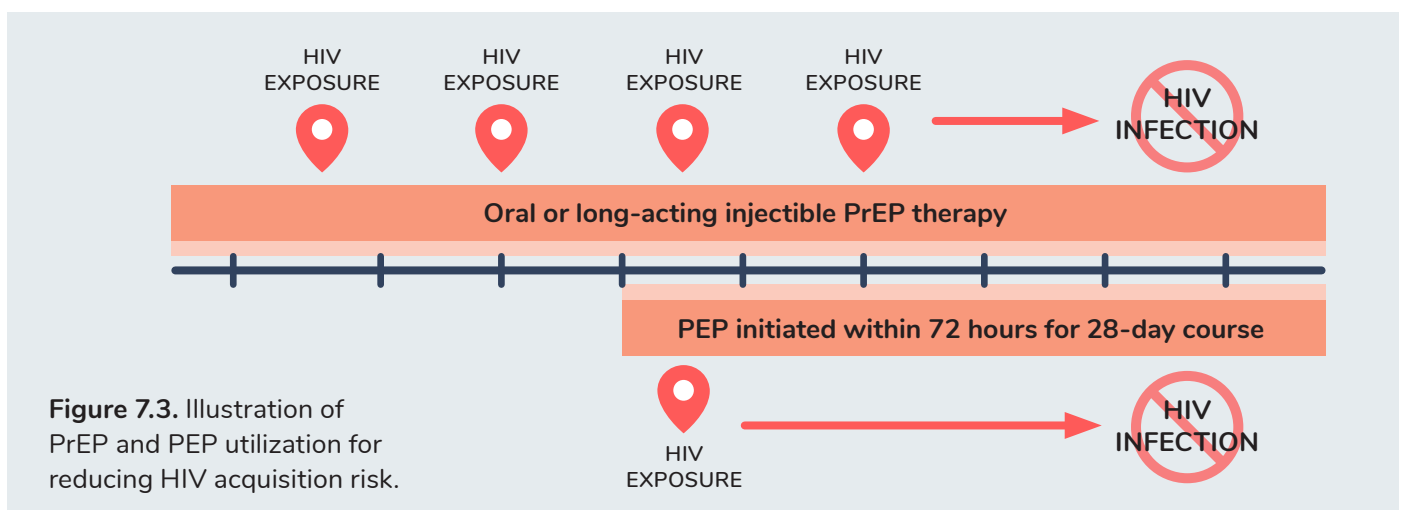 HIV
EXPOSURE
HIV
EXPOSURE
HIV
EXPOSURE
HIV
EXPOSURE
HIV
INFECTION
Oral or long-acting injectible PrEP therapy
PEP initiated within 72 hours for 28-day course
HIV
EXPOSURE
HIV
INFECTION
Figure 7.3. Illustration of
PrEP and PEP utilization for
reducing HIV acquisition risk.